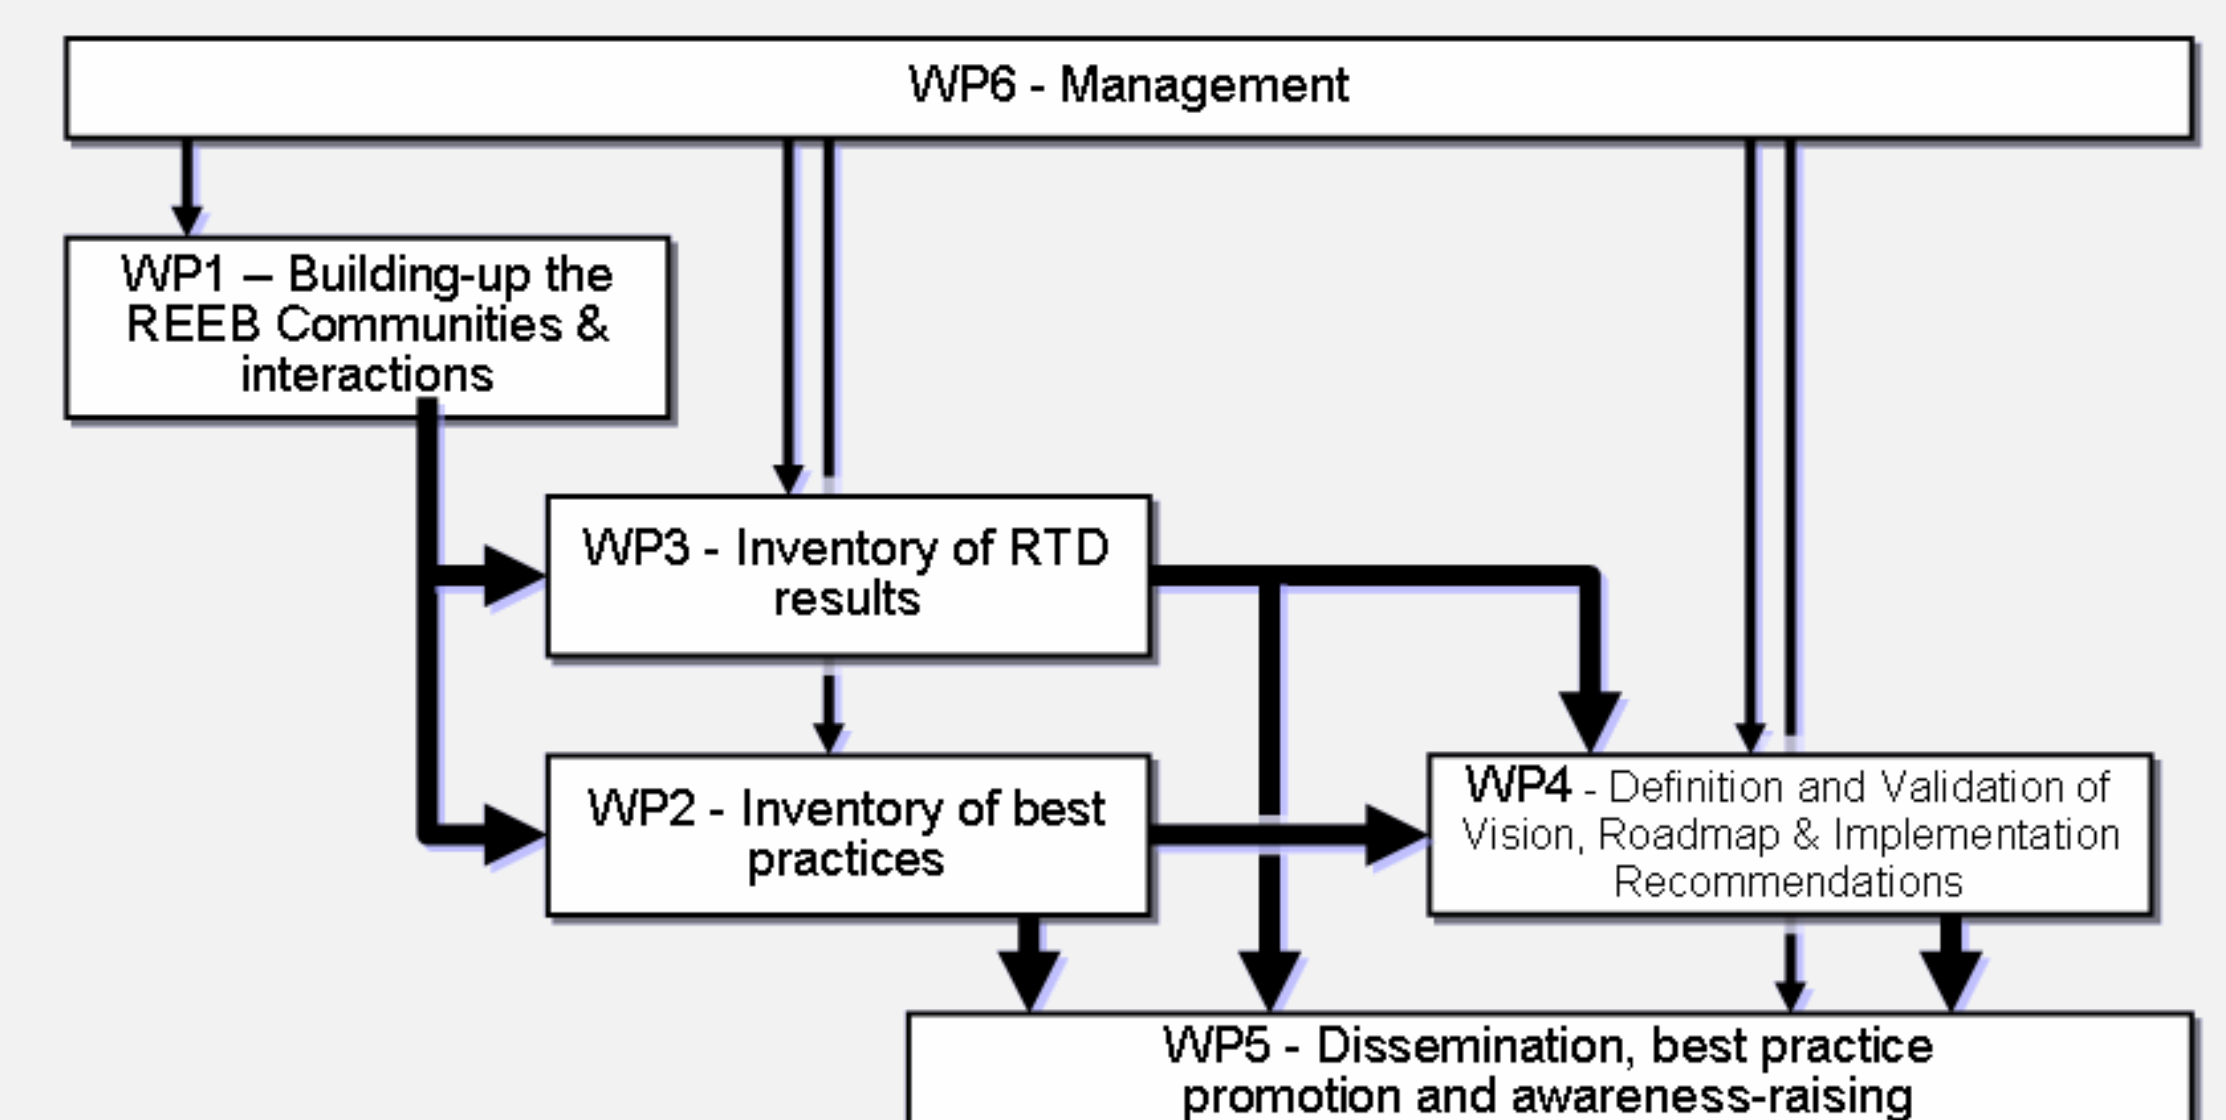 WP6 - Management
WP1 – Building-up the
REEB Communities &
interactions
WP3 - Inventory of RTD
results
WP2 - Inventory of best
practices
WP4 - Definition and Validation of
Vision, Roadmap & Implementation
Recommendations
WP5 - Dissemination, best practice
promotion and awareness-raising